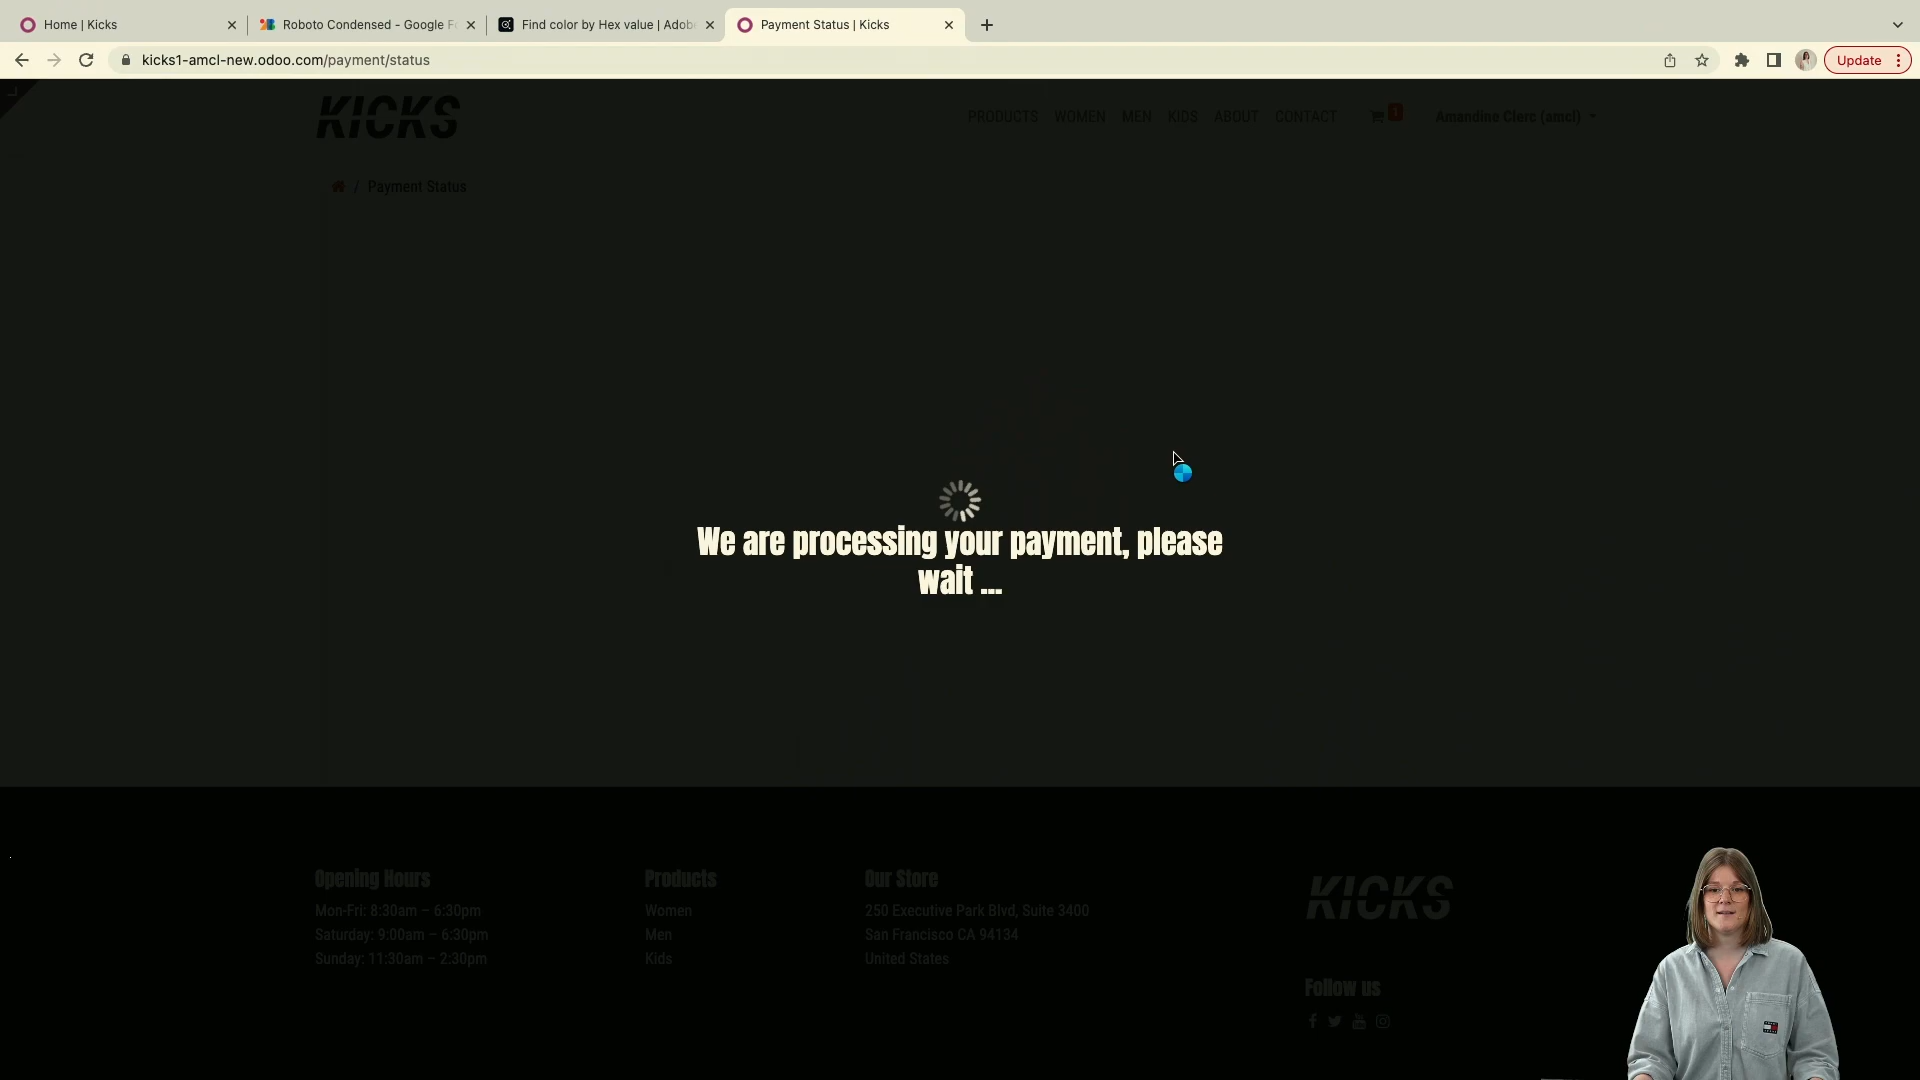 Home | Kicks
Roboto Condensed - Google Fo
Find color by Hex value | Adob
Payment Status | Kicks
kicks1-amcl-new.odoo.com/payment/status
Update
KICKS
PRODUCTS WOMEN MEN KIDS ABOUT CONTACT 1 Amandine Clerc (amcl)
/ Payment Status
We are processing your payment, please
wait ...
Opening Hours
Mon-Fri: 8:30am – 6:30pm
Saturday: 9:00am – 6:30pm
Sunday: 11:30am – 2:30pm
Products
Women
Men
Kids
Our Store
250 Executive Park Blvd, Suite 3400
San Francisco CA 94134
United States
KICKS
Follow us